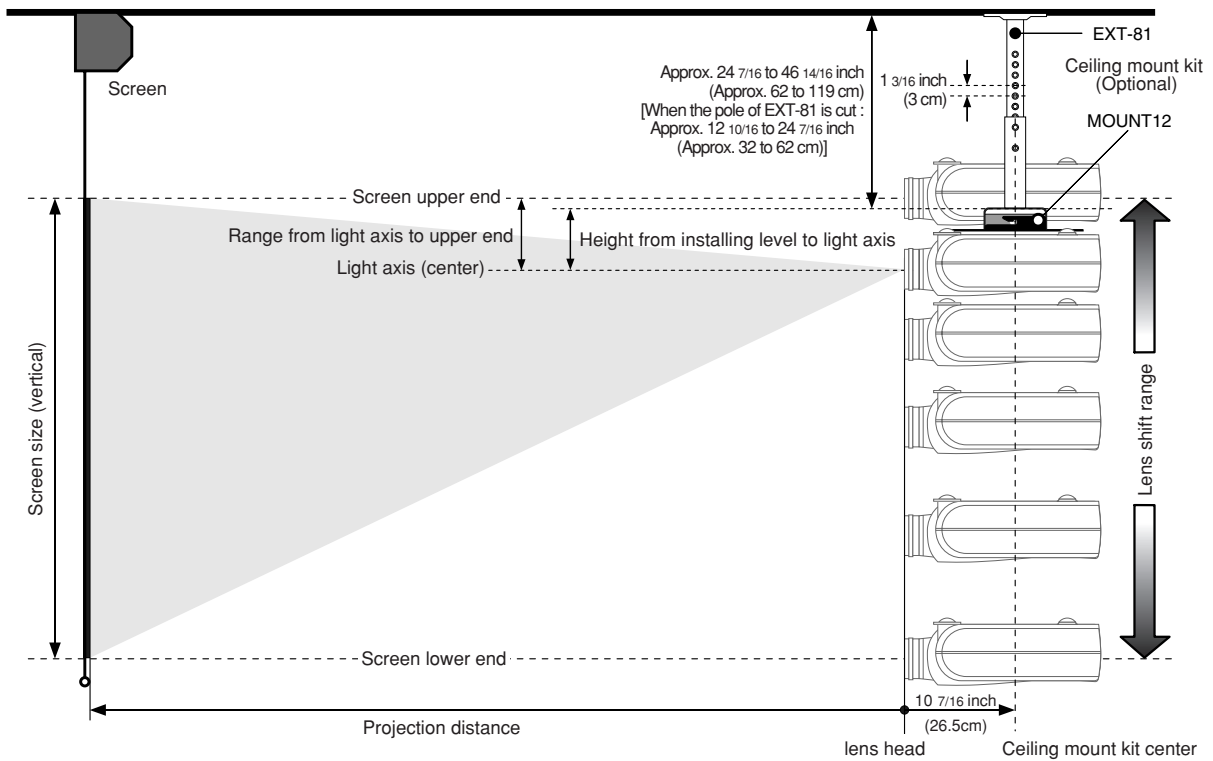 EXT-81
Screen
Approx. 24 7/16 to 46 14/16 inch
(Approx. 62 to 119 cm)
[When the pole of EXT-81 is cut :
Approx. 12 10/16 to 24 7/16 inch
(Approx. 32 to 62 cm)]
1 3/16 inch
(3 cm)
Ceiling mount kit
(Optional)
MOUNT12
Screen upper end
Range from light axis to upper end
Height from installing level to light axis
Light axis (center)
Screen size (vertical)
Lens shift range
Screen lower end
Projection distance
10 7/16 inch
(26.5cm)
lens head
Ceiling mount kit center